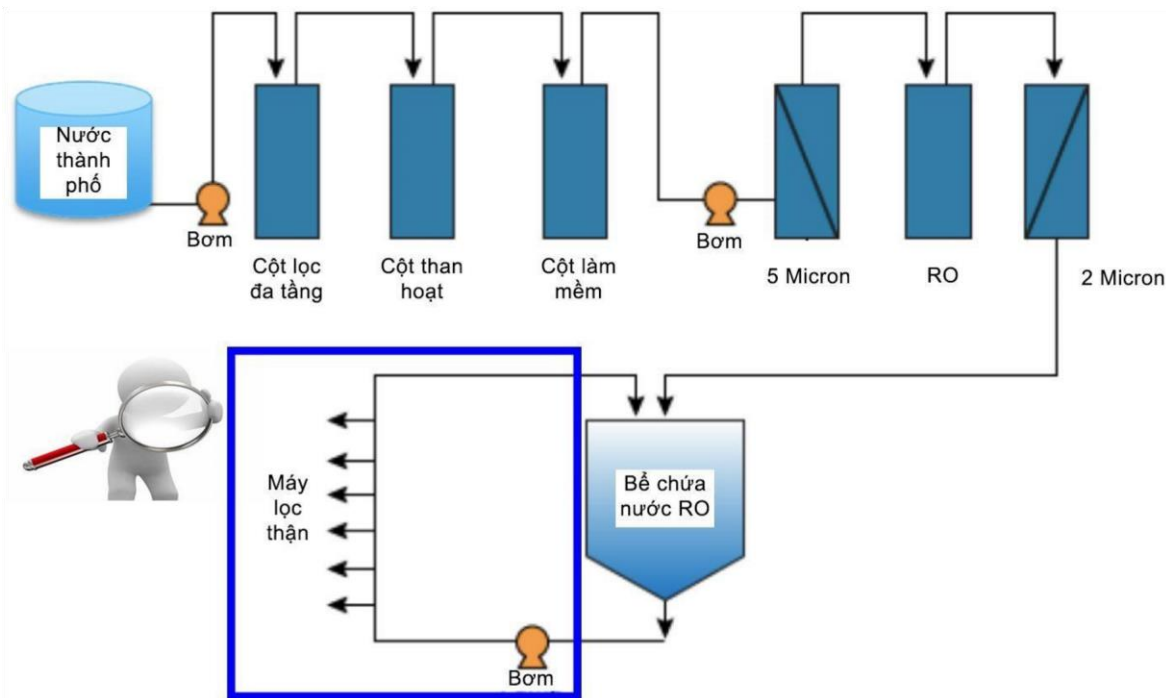 Nước
thành
phố
Bơm
Cột lọc
đa tầng
Cột than
hoạt
Cột làm
mềm
Bơm
5 Micron
RO
2 Micron
Máy
lọc
thận
Bể chứa
nước RO
Bơm